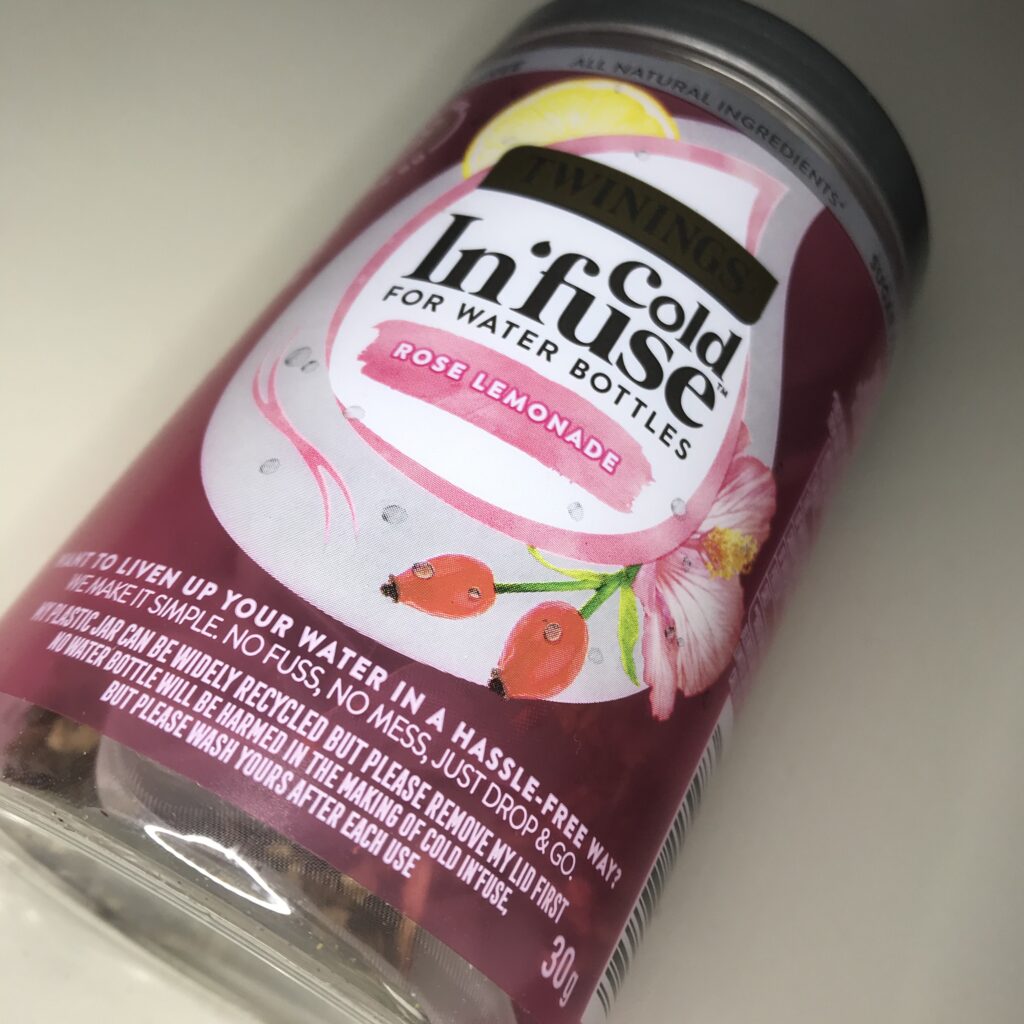 ALL NATURAL INGREDIENTS*
SUGAR
TWININGS
Cold
In'fuse™
FOR WATER BOTTLES
ROSE LEMONADE
WANT TO LIVEN UP YOUR WATER IN A HASSLE-FREE WAY?
WE MAKE IT SIMPLE. NO FUSS, NO MESS, JUST DROP & GO.
MY PLASTIC JAR CAN BE WIDELY RECYCLED BUT PLEASE REMOVE MY LID FIRST
NO WATER BOTTLE WILL BE HARMED IN THE MAKING OF COLD IN'FUSE,
BUT PLEASE WASH YOURS AFTER EACH USE
30g